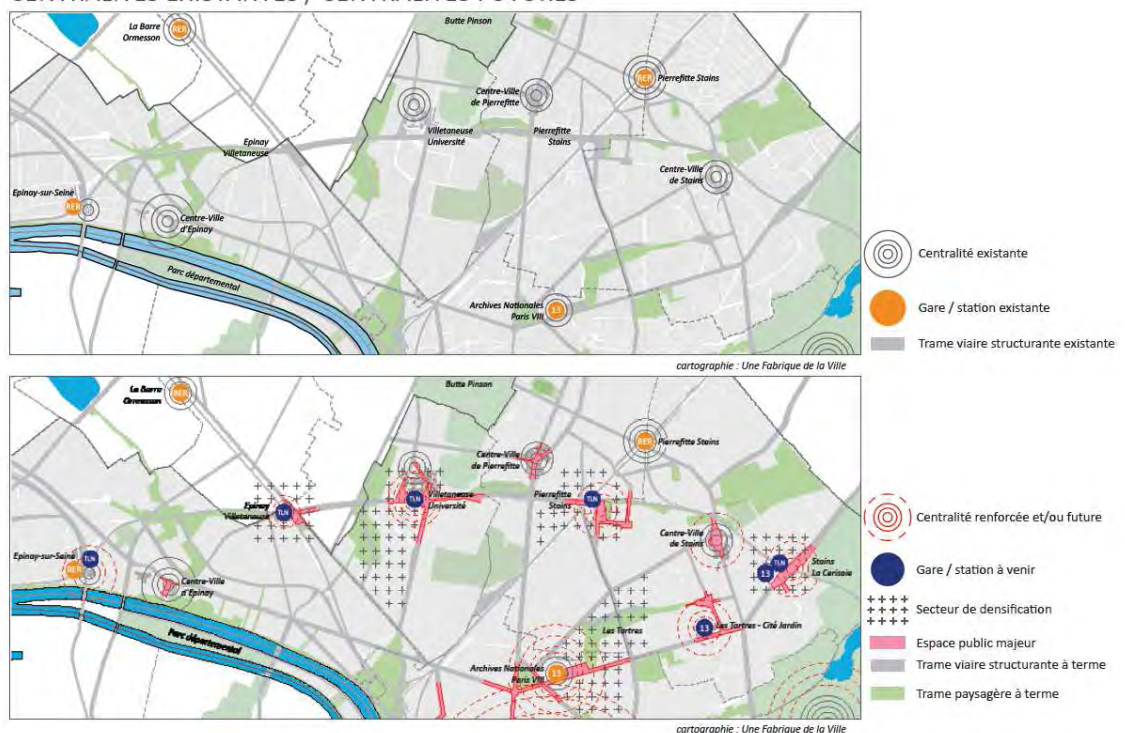 CENTRALITÉS EXISTANTES / CENTRALITÉS FUTURES
Butte Pinson
La Barre
Ormesson
RER
RER
Pierrefitte Stains
Centre-Ville
de Pierrefitte
Villetaneuse
Université
Pierrefitte
Stains
Epinay
Villetaneuse
Centre-Ville
de Stains
Epinay-sur-Seine
RER
Centre-Ville
d'Epinay
Parc départemental
Archives Nationales
Paris VIII
13
Centralité existante
Gare / station existante
Trame viaire structurante existante
cartographie : Une Fabrique de la Ville
Butte Pinson
La Barre
Ormesson
RER
RER
Pierrefitte Stains
Centre-Ville
de Pierrefitte
TLN
Villetaneuse
Université
Pierrefitte
Stains
TLN
Epinay
Villetaneuse
TLN
Centre-Ville
de Stains
Epinay-sur-Seine
TLN
RER
TLN
13
Stains
La Cerisaie
Centre-Ville
d'Epinay
Parc départemental
Les Tartres
13
Les Tartres - Cité Jardin
Archives Nationales
Paris VIII
13
Centralité renforcée et/ou future
Gare / station à venir
Secteur de densification
Espace public majeur
Trame viaire structurante à terme
Trame paysagère à terme
cartographie : Une Fabrique de la Ville